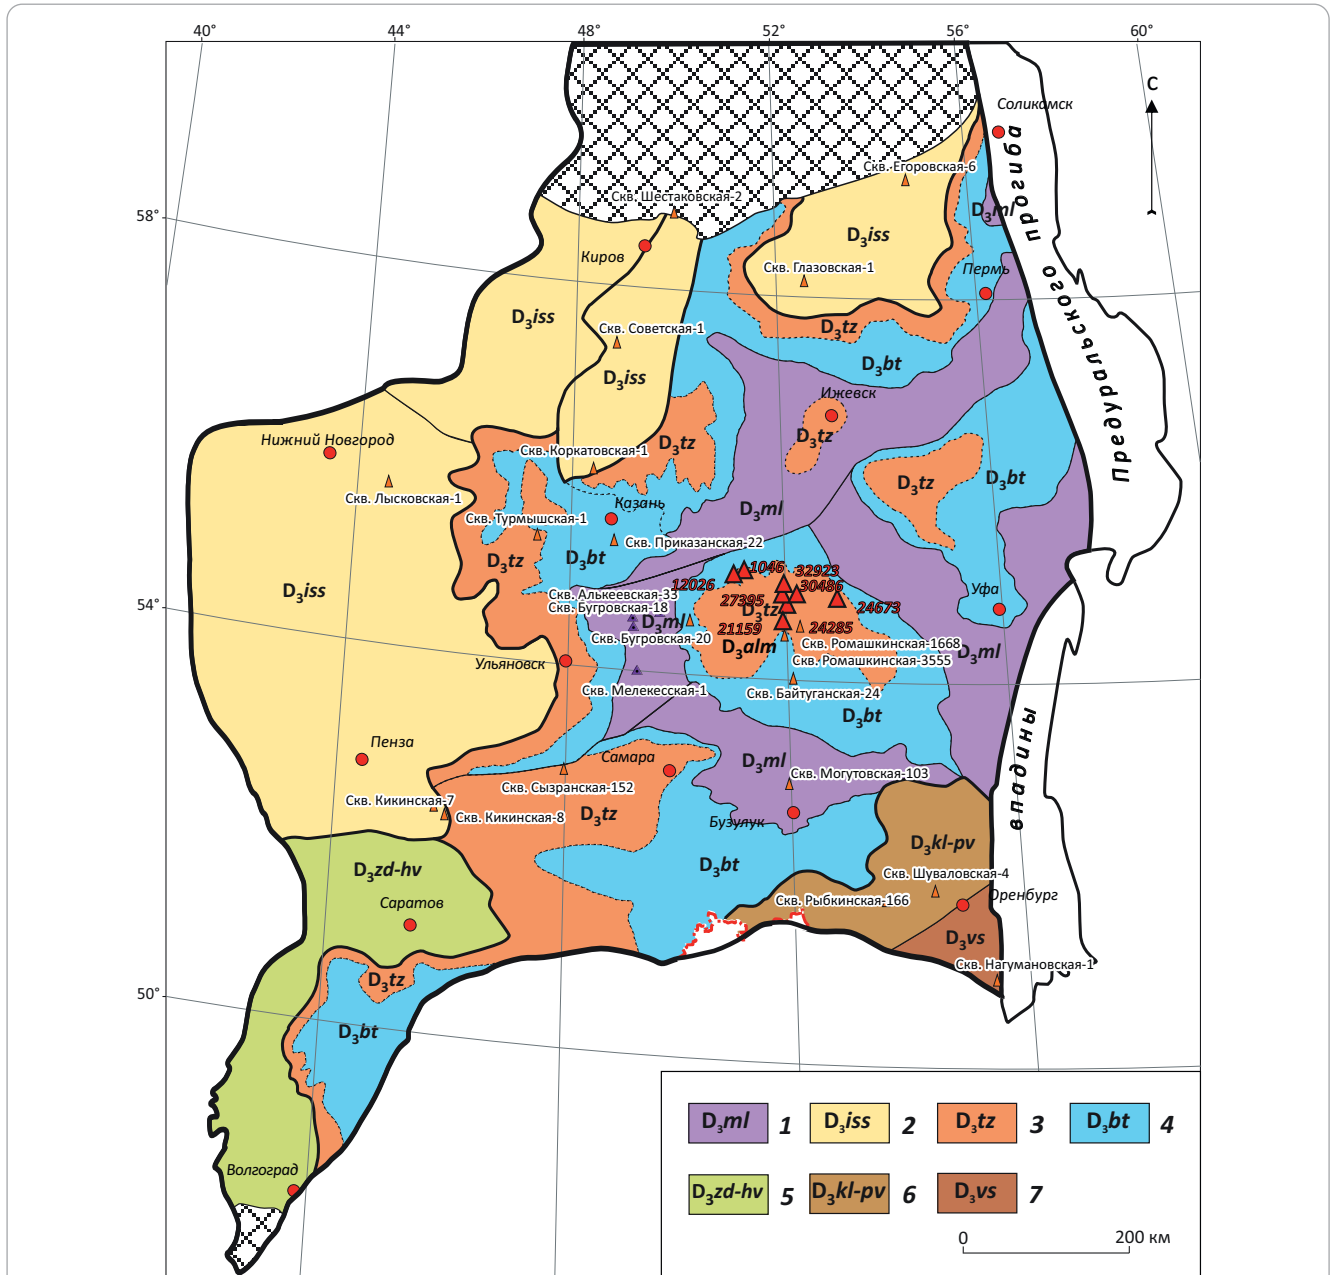 40°
44°
48°
52°
56°
60°
С
Соликамск
Предуральского прогиба
Скв. Егоровская-6
Скв. Шестаковская-2
58°
D₃ml
D₃iss
Киров
Скв. Глазовская-1
Пермь
D₃iss
Скв. Советская-1
D₃tz
D₃bt
D₃iss
Ижевск
Нижний Новгород
D₃tz
D₃tz
Скв. Коркатовская-1
D₃tz
D₃bt
Скв. Лысковская-1
Казань
D₃ml
Скв. Турмышская-1
Скв. Приказанская-22
D₃tz
D₃bt
1046
32923
12026
30486
D₃iss
Скв. Алькеевская-33
27395
Уфа
54°
Скв. Бугровская-18
D₃tz
24673
D₃ml
21159
24285
Скв. Бугровская-20
D₃alm
Скв. Ромашкинская-1668
D₃ml
Ульяновск
Скв. Ромашкинская-3555
Скв. Мелекесская-1
Скв. Байтуганская-24
D₃bt
впадины
Пенза
Самара
D₃ml
Скв. Могутовская-103
Скв. Сызранская-152
Скв. Кикинская-7
Скв. Кикинская-8
D₃tz
Бузулук
D₃kl-pv
D₃zd-hv
D₃bt
Скв. Шуваловская-4
Саратов
Скв. Рыбкинская-166
Оренбург
D₃vs
Скв. Нагумановская-1
D₃tz
50°
D₃bt
Волгоград
D₃ml 1
D₃iss 2
D₃tz 3
D₃bt 4
D₃zd-hv 5
D₃kl-pv 6
D₃vs 7
0 200 км